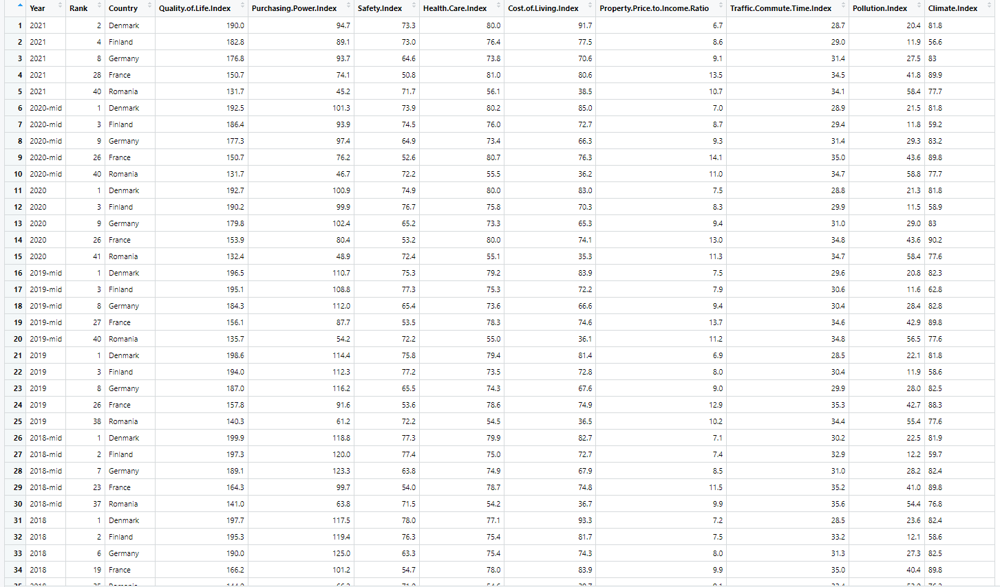 Year Rank Country Quality.of.Life.Index Purchasing.Power.Index Safety.Index Health.Care.Index Cost.of.Living.Index Property.Price.to.Income.Ratio Traffic.Commute.Time.Index Pollution.Index Climate.Index
1 2021 2 Denmark 190.0 94.7 73.3 80.0 91.7 6.7 28.7 20.4 81.8
2 2021 4 Finland 182.8 89.1 73.0 76.4 77.5 8.6 29.0 11.9 56.6
3 2021 8 Germany 176.8 93.7 64.6 73.8 70.6 9.1 31.4 27.5 83
4 2021 28 France 150.7 74.1 50.8 81.0 80.6 13.5 34.5 41.8 89.9
5 2021 40 Romania 131.7 45.2 71.7 56.1 38.5 10.7 34.1 58.4 77.7
6 2020-mid 1 Denmark 192.5 101.3 73.9 80.2 85.0 7.0 28.9 21.5 81.8
7 2020-mid 3 Finland 186.4 93.9 74.5 76.0 72.7 8.7 29.4 11.8 59.2
8 2020-mid 9 Germany 177.3 97.4 64.9 73.4 66.3 9.3 31.4 29.3 83.2
9 2020-mid 26 France 150.7 76.2 52.6 80.7 76.3 14.1 35.0 43.6 89.8
10 2020-mid 40 Romania 131.7 46.7 72.2 55.5 36.2 11.0 34.7 58.8 77.7
11 2020 1 Denmark 192.7 100.9 74.9 80.0 83.0 7.5 28.8 21.3 81.8
12 2020 3 Finland 190.2 99.9 76.7 75.8 70.3 8.3 29.9 11.5 58.9
13 2020 9 Germany 179.8 102.4 65.2 73.3 65.3 9.4 31.0 29.0 83
14 2020 26 France 153.9 80.4 53.2 80.0 74.1 13.0 34.8 43.6 90.2
15 2020 41 Romania 132.4 48.9 72.4 55.1 35.3 11.3 34.7 58.4 77.6
16 2019-mid 1 Denmark 196.5 110.7 75.3 79.2 83.9 7.5 29.6 20.8 82.3
17 2019-mid 3 Finland 195.1 108.8 77.3 75.3 72.2 7.9 30.6 11.6 62.8
18 2019-mid 8 Germany 184.3 112.0 65.4 73.6 66.6 9.4 30.4 28.4 82.8
19 2019-mid 27 France 156.1 87.7 53.5 78.3 74.6 13.7 34.6 42.9 89.8
20 2019-mid 40 Romania 135.7 54.2 72.2 55.0 36.1 11.2 34.8 56.5 77.6
21 2019 1 Denmark 198.6 114.4 75.8 79.4 81.4 6.9 28.5 22.1 81.8
22 2019 3 Finland 194.0 112.3 77.2 73.5 72.8 8.0 30.4 11.9 58.6
23 2019 8 Germany 187.0 116.2 65.5 74.3 67.6 9.0 29.9 28.0 82.5
24 2019 26 France 157.8 91.6 53.6 78.6 74.9 12.9 35.3 42.7 88.3
25 2019 38 Romania 140.3 61.2 72.2 54.5 36.5 10.2 34.4 55.4 77.6
26 2018-mid 1 Denmark 199.9 118.8 77.3 79.9 82.7 7.1 30.2 22.5 81.9
27 2018-mid 2 Finland 197.3 120.0 77.4 75.0 72.7 7.4 32.9 12.2 59.7
28 2018-mid 7 Germany 189.1 123.3 63.8 74.9 67.9 8.5 31.0 28.2 82.4
29 2018-mid 23 France 164.3 99.7 54.0 78.7 74.8 11.5 35.2 41.0 89.8
30 2018-mid 37 Romania 141.0 63.8 71.5 54.2 36.7 9.9 35.6 54.4 76.8
31 2018 1 Denmark 197.7 117.5 78.0 77.1 93.3 7.2 28.5 23.6 82.4
32 2018 2 Finland 195.3 119.4 76.3 75.4 81.7 7.5 33.2 12.1 58.6
33 2018 6 Germany 190.0 125.0 63.3 75.4 74.3 8.0 31.3 27.3 82.5
34 2018 19 France 166.2 101.2 54.7 78.0 83.9 9.9 35.0 40.4 89.8